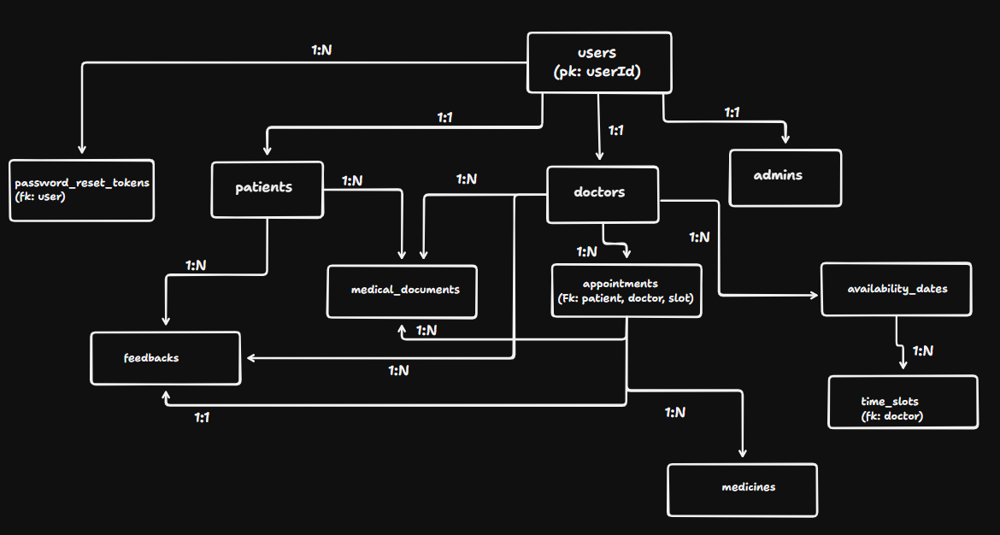 users
(pk: userId)
1:N
1:1
1:1
1:1
password_reset_tokens
(fk: user)
patients
doctors
admins
1:N
1:N
1:N
1:N
1:N
medical_documents
appointments
(Fk: patient, doctor, slot)
availability_dates
1:N
1:N
feedbacks
1:N
time_slots
(fk: doctor)
1:1
1:N
medicines